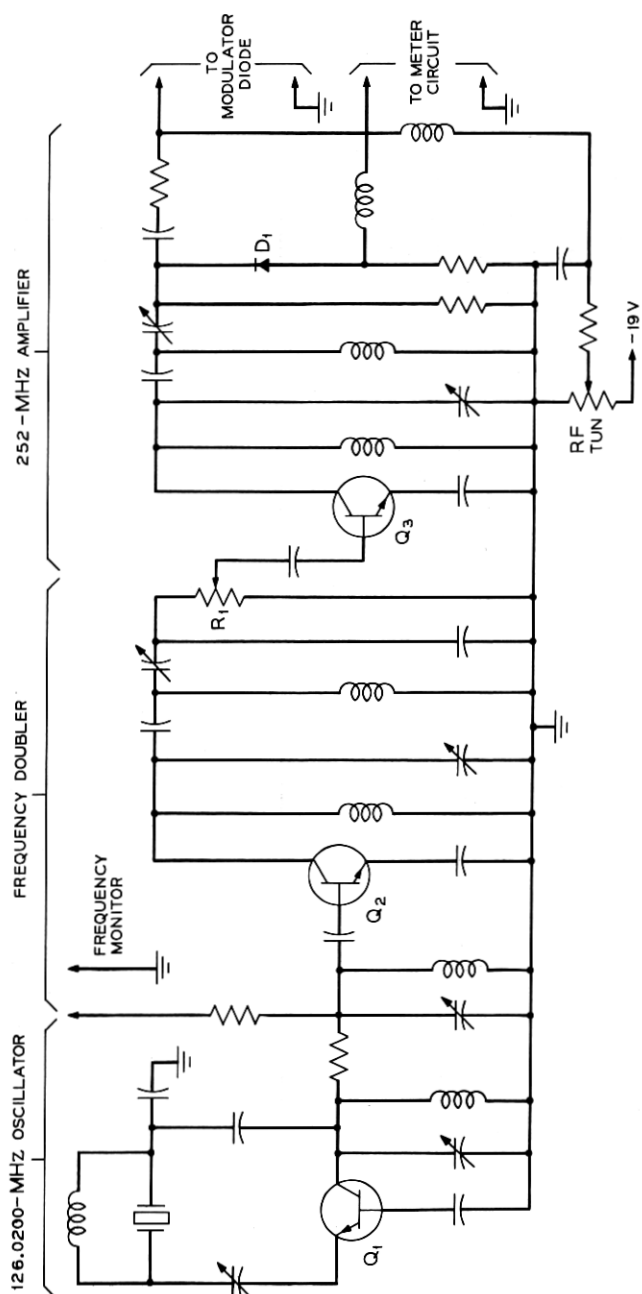 126.0200-MHZ OSCILLATOR
FREQUENCY DOUBLER
252-MHZ AMPLIFIER
FREQUENCY
MONITOR
TO
MODULATOR
DIODE
TO METER
CIRCUIT
Q1
Q2
R1
Q3
D1
RF
TUN
-19V